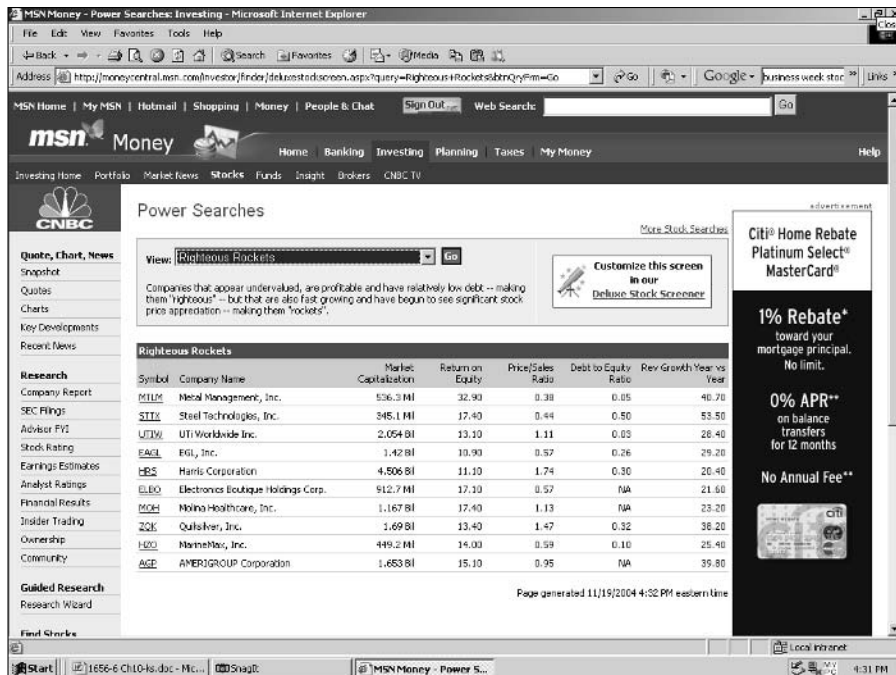 MSN Money - Power Searches: Investing - Microsoft Internet Explorer
Clos
File Edit View Favorites Tools Help
Back Search Favorites Media
Address http://moneycentral.msn.com/investor/finder/deluxestockscreen.aspx?query=Righteous+Rockets&btnQryFrm=Go Go Google business week stoc Links
MSN Home | My MSN | Hotmail | Shopping | Money | People & Chat Sign Out Web Search: Go
msn Money
Home Banking Investing Planning Taxes My Money Help
Investing Home Portfolio Market News Stocks Funds Insight Brokers CNBC TV
CNBC
Quote, Chart, News
Snapshot
Quotes
Charts
Key Developments
Recent News
Research
Company Report
SEC Filings
Advisor FYI
Stock Rating
Earnings Estimates
Analyst Ratings
Financial Results
Insider Trading
Ownership
Community
Guided Research
Research Wizard
Find Stocks
Power Searches
More Stock Searches
View: Righteous Rockets Go
Companies that appear undervalued, are profitable and have relatively low debt -- making
them "righteous" -- but that are also fast growing and have begun to see significant stock
price appreciation -- making them "rockets".
Customize this screen
in our
Deluxe Stock Screener
Righteous Rockets
Symbol Company Name Market Capitalization Return on Equity Price/Sales Ratio Debt to Equity Ratio Rev Growth Year vs Year
MTLM Metal Management, Inc. 536.3 Mil 32.90 0.38 0.05 40.70
STTX Steel Technologies, Inc. 345.1 Mil 17.40 0.44 0.50 53.50
UTIW UTi Worldwide Inc. 2.054 Bil 13.10 1.11 0.03 28.40
EAGL EGL, Inc. 1.42 Bil 10.90 0.57 0.26 29.20
HRS Harris Corporation 4.506 Bil 11.10 1.74 0.30 20.40
ELBO Electronics Boutique Holdings Corp. 912.7 Mil 17.10 0.57 NA 21.60
MOH Molina Healthcare, Inc. 1.167 Bil 17.40 1.13 NA 23.20
ZQK Quiksilver, Inc. 1.69 Bil 13.40 1.47 0.32 38.20
HZO MarineMax, Inc. 449.2 Mil 14.00 0.59 0.10 25.40
AGP AMERIGROUP Corporation 1.653 Bil 15.10 0.95 NA 39.80
Page generated 11/19/2004 4:32 PM eastern time
advertisement
Citi® Home Rebate
Platinum Select®
MasterCard®
1% Rebate*
toward your
mortgage principal.
No limit.
0% APR**
on balance
transfers
for 12 months
No Annual Fee**
citi
Local intranet
Start 1656-6 Ch10-ks.doc - Mic... SnagIt MSN Money - Power S... 4:31 PM